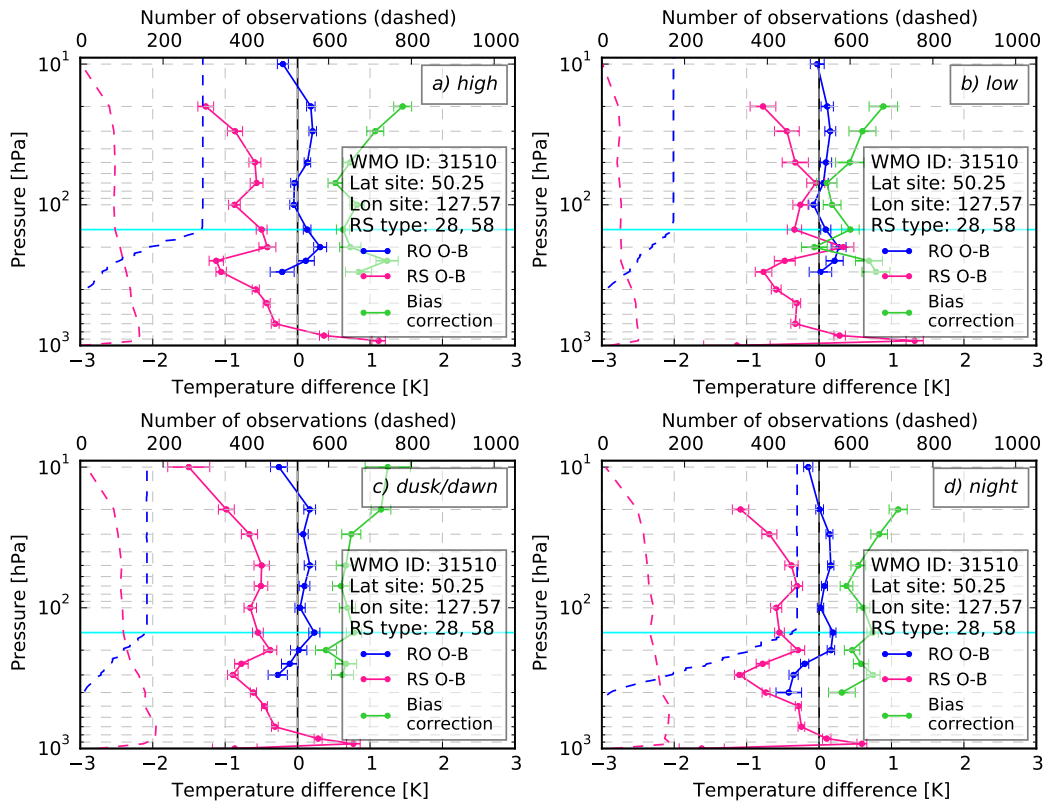 Number of observations (dashed)
0 200 400 600 800 1000
10¹
10²
10³
Pressure [hPa]
a) high
WMO ID: 31510
Lat site: 50.25
Lon site: 127.57
RS type: 28, 58
RO O-B
RS O-B
Bias
correction
−3 −2 −1 0 1 2 3
Temperature difference [K]
Number of observations (dashed)
0 200 400 600 800 1000
10¹
10²
10³
Pressure [hPa]
b) low
WMO ID: 31510
Lat site: 50.25
Lon site: 127.57
RS type: 28, 58
RO O-B
RS O-B
Bias
correction
−3 −2 −1 0 1 2 3
Temperature difference [K]
Number of observations (dashed)
0 200 400 600 800 1000
10¹
10²
10³
Pressure [hPa]
c) dusk/dawn
WMO ID: 31510
Lat site: 50.25
Lon site: 127.57
RS type: 28, 58
RO O-B
RS O-B
Bias
correction
−3 −2 −1 0 1 2 3
Temperature difference [K]
Number of observations (dashed)
0 200 400 600 800 1000
10¹
10²
10³
Pressure [hPa]
d) night
WMO ID: 31510
Lat site: 50.25
Lon site: 127.57
RS type: 28, 58
RO O-B
RS O-B
Bias
correction
−3 −2 −1 0 1 2 3
Temperature difference [K]